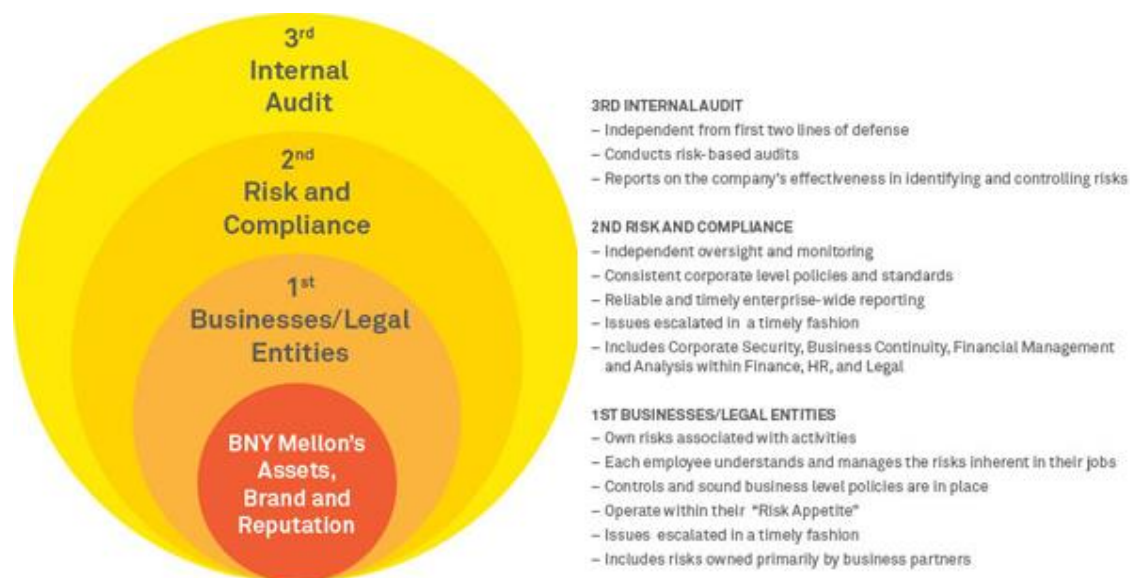 3rd
Internal
Audit
2nd
Risk and
Compliance
1st
Businesses/Legal
Entities
BNY Mellon's
Assets,
Brand and
Reputation
3RD INTERNAL AUDIT
– Independent from first two lines of defense
– Conducts risk-based audits
– Reports on the company's effectiveness in identifying and controlling risks
2ND RISK AND COMPLIANCE
– Independent oversight and monitoring
– Consistent corporate level policies and standards
– Reliable and timely enterprise-wide reporting
– Issues escalated in a timely fashion
– Includes Corporate Security, Business Continuity, Financial Management
and Analysis within Finance, HR, and Legal
1ST BUSINESSES/LEGAL ENTITIES
– Own risks associated with activities
– Each employee understands and manages the risks inherent in their jobs
– Controls and sound business level policies are in place
– Operate within their "Risk Appetite"
– Issues escalated in a timely fashion
– Includes risks owned primarily by business partners